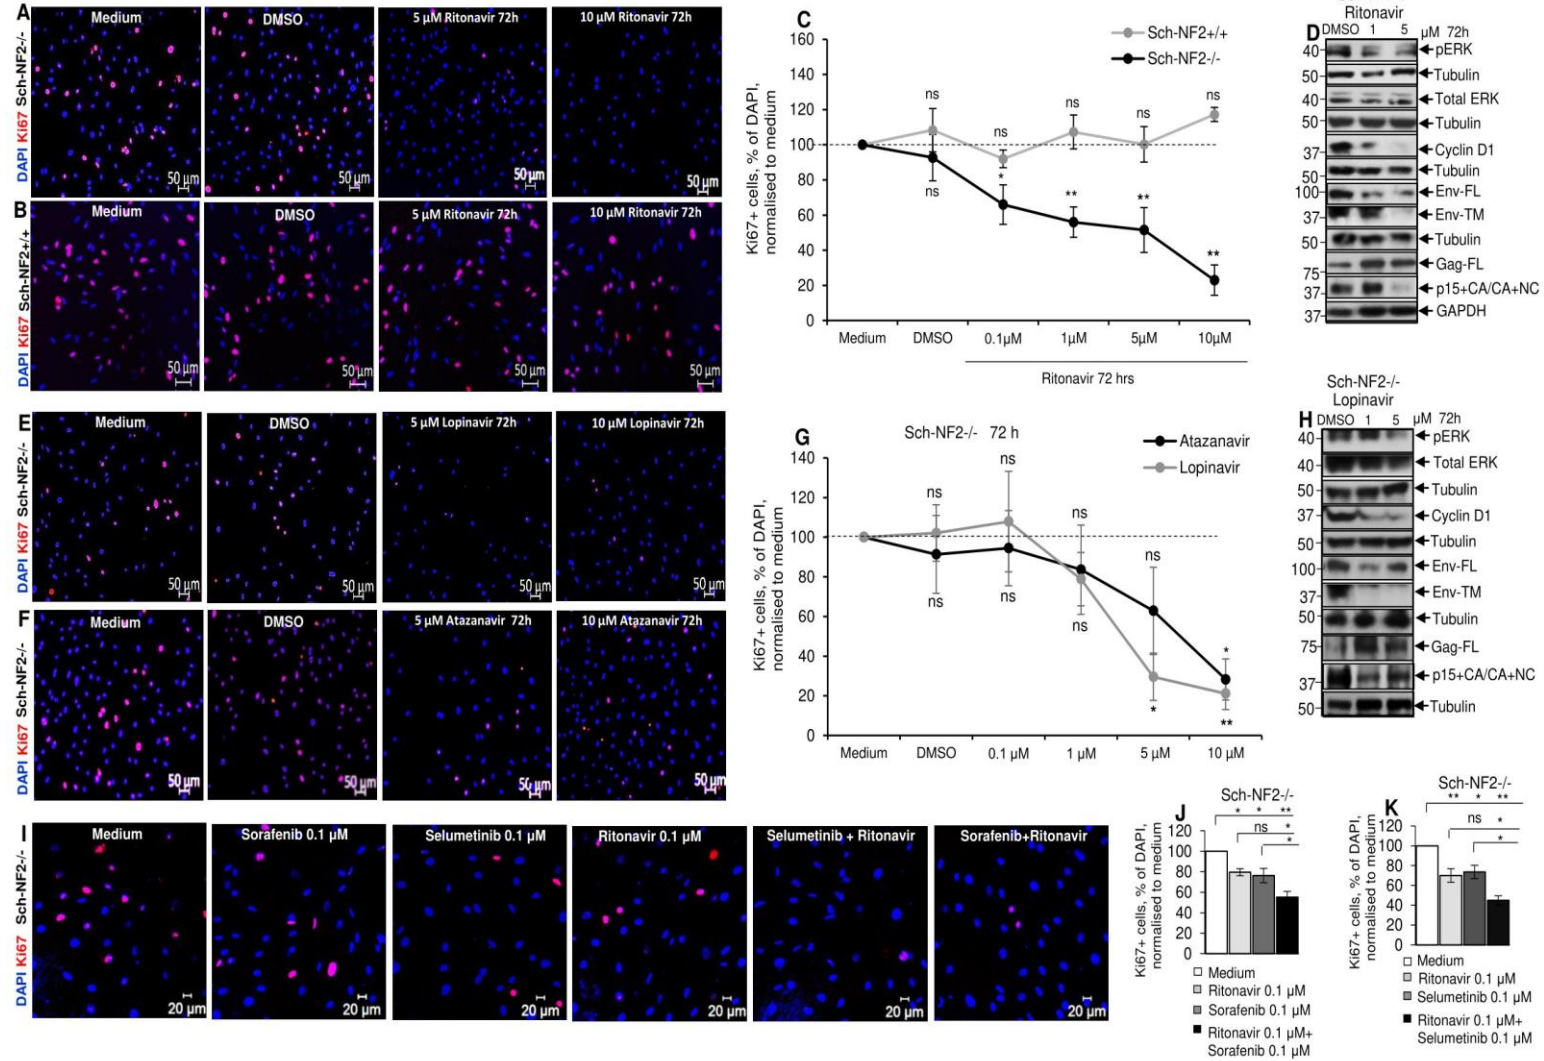 A
DAPI Ki67 Sch-NF2-/-
Medium
DMSO
5 µM Ritonavir 72h
10 µM Ritonavir 72h
50 µm
50 µm
50 µm
50 µm
B
DAPI Ki67 Sch-NF2+/+
Medium
DMSO
5 µM Ritonavir 72h
10 µM Ritonavir 72h
50 µm
50 µm
50 µm
50 µm
C
Sch-NF2+/+
Sch-NF2-/-
Ki67+ cells, % of DAPI,
normalised to medium
160
140
120
100
80
60
40
20
0
ns
ns
ns
ns
ns
ns
*
**
**
**
Medium
DMSO
0.1µM
1µM
5µM
10µM
Ritonavir 72 hrs
Ritonavir
D
DMSO 1 5 µM 72h
40 pERK
50 Tubulin
40 Total ERK
50 Tubulin
37 Cyclin D1
50 Tubulin
100 Env-FL
37 Env-TM
50 Tubulin
75 Gag-FL
37 p15+CA/CA+NC
37 GAPDH
E
DAPI Ki67 Sch-NF2-/-
Medium
DMSO
5 µM Lopinavir 72h
10 µM Lopinavir 72h
50 µm
50 µm
50 µm
50 µm
F
DAPI Ki67 Sch-NF2-/-
Medium
DMSO
5 µM Atazanavir 72h
10 µM Atazanavir 72h
50 µm
50 µm
50 µm
50 µm
G
Sch-NF2-/- 72 h
Atazanavir
Lopinavir
Ki67+ cells, % of DAPI,
normalised to medium
140
120
100
80
60
40
20
0
ns
ns
ns
ns
ns
ns
ns
*
*
**
Medium
DMSO
0.1 µM
1 µM
5 µM
10 µM
Sch-NF2-/-
Lopinavir
H
DMSO 1 5 µM 72h
40 pERK
40 Total ERK
50 Tubulin
37 Cyclin D1
50 Tubulin
100 Env-FL
37 Env-TM
50 Tubulin
75 Gag-FL
37 p15+CA/CA+NC
50 Tubulin
I
DAPI Ki67 Sch-NF2-/-
Medium
Sorafenib 0.1 µM
Selumetinib 0.1 µM
Ritonavir 0.1 µM
Selumetinib + Ritonavir
Sorafenib+Ritonavir
20 µm
20 µm
20 µm
20 µm
20 µm
20 µm
Sch-NF2-/-
J
* * **
ns *
*
Ki67+ cells, % of DAPI,
normalised to medium
120
100
80
60
40
20
0
Medium
Ritonavir 0.1 µM
Sorafenib 0.1 µM
Ritonavir 0.1 µM+
Sorafenib 0.1 µM
Sch-NF2-/-
K
** * **
ns *
*
Ki67+ cells, % of DAPI,
normalised to medium
120
100
80
60
40
20
0
Medium
Ritonavir 0.1 µM
Selumetinib 0.1 µM
Ritonavir 0.1 µM+
Selumetinib 0.1 µM